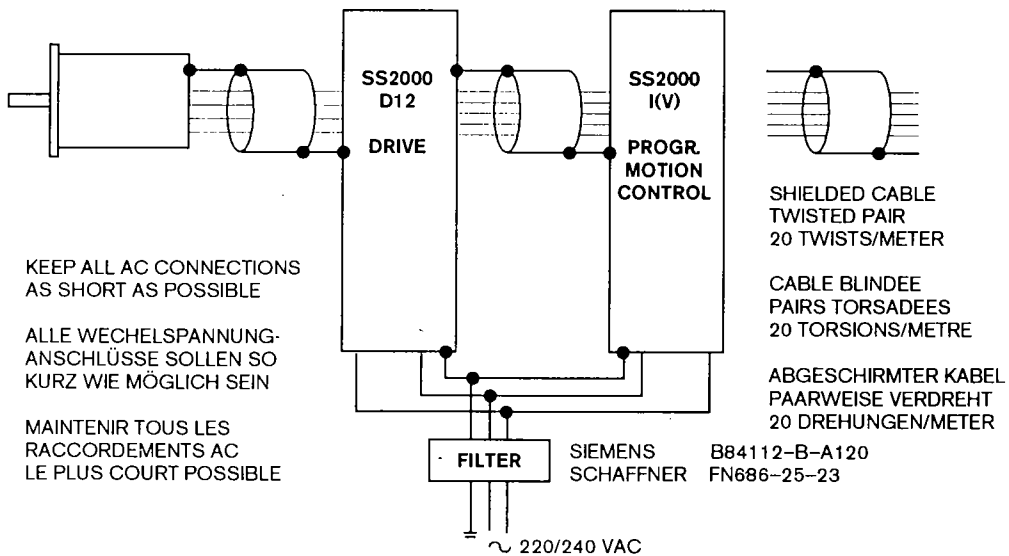 SS2000
D12
DRIVE
SS2000
I(V)
PROGR.
MOTION
CONTROL
SHIELDED CABLE
TWISTED PAIR
20 TWISTS/METER
CABLE BLINDEE
PAIRS TORSADEES
20 TORSIONS/METRE
ABGESCHIRMTER KABEL
PAARWEISE VERDREHT
20 DREHUNGEN/METER
KEEP ALL AC CONNECTIONS
AS SHORT AS POSSIBLE
ALLE WECHELSPANNUNG-
ANSCHLÜSSE SOLLEN SO
KURZ WIE MÖGLICH SEIN
MAINTENIR TOUS LES
RACCORDEMENTS AC
LE PLUS COURT POSSIBLE
FILTER
SIEMENS B84112-B-A120
SCHAFFNER FN686-25-23
220/240 VAC